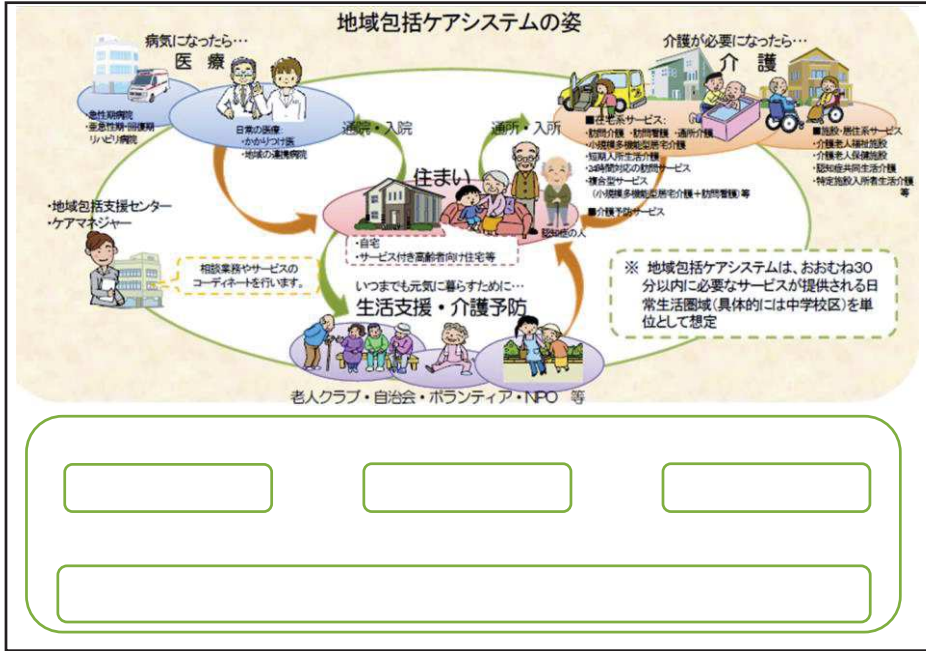 地域包括ケアシステムの姿
病気になったら…
医 療
介護が必要になったら…
介 護
・急性期病院
・亜急性期・回復期
リハビリ病院
日常の医療:
・かかりつけ医
・地域の連携病院
通院・入院
通所・入所
■在宅系サービス:
・訪問介護 ・訪問看護 ・通所介護
・小規模多機能型居宅介護
・短期入所生活介護
・24時間対応の訪問サービス
・複合型サービス
(小規模多機能型居宅介護+訪問看護)等
■介護予防サービス
■施設・居住系サービス
・介護老人福祉施設
・介護老人保健施設
・認知症共同生活介護
・特定施設入所者生活介護
等
住まい
認知症の人
・地域包括支援センター
・ケアマネジャー
・自宅
・サービス付き高齢者向け住宅等
相談業務やサービスの
コーディネートを行います。
いつまでも元気に暮らすために…
生活支援・介護予防
※ 地域包括ケアシステムは、おおむね30
分以内に必要なサービスが提供される日
常生活圏域(具体的には中学校区)を単
位として想定
老人クラブ・自治会・ボランティア・NPO 等